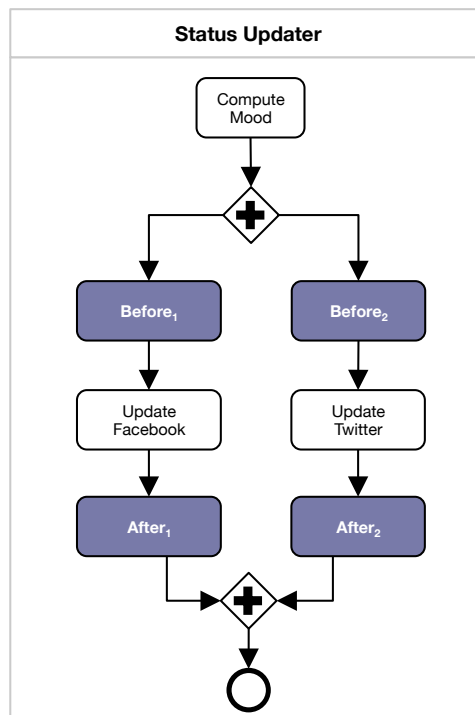 Status Updater
Compute
Mood
Before₁
Before₂
Update
Facebook
Update
Twitter
After₁
After₂